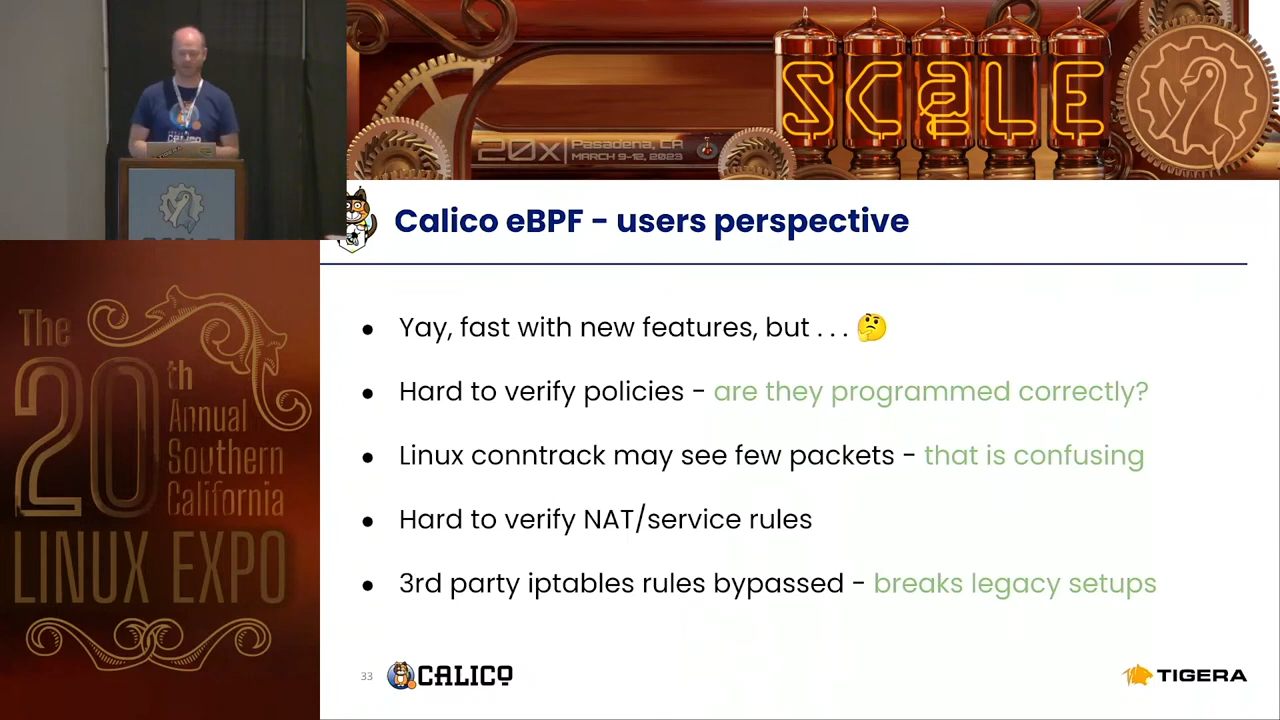 CALICO
SCALE
20x
Pasadena, CA
MARCH 9-12, 2023
Calico eBPF - users perspective
● Yay, fast with new features, but . . . 🤔
● Hard to verify policies - are they programmed correctly?
● Linux conntrack may see few packets - that is confusing
● Hard to verify NAT/service rules
● 3rd party iptables rules bypassed - breaks legacy setups
The
20th
Annual
Southern
California
LINUX EXPO
33
CALICO
TIGERA